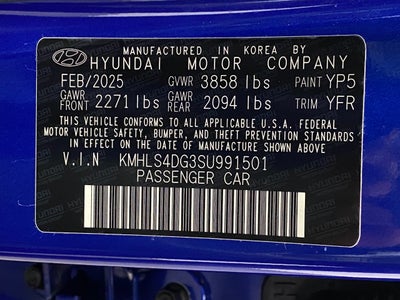 MANUFACTURED IN KOREA BY
HYUNDAI MOTOR COMPANY
FEB/2025 GVWR 3858 lbs PAINT YP5
GAWR FRONT 2271 lbs GAWR REAR 2094 lbs TRIM YFR
THIS VEHICLE CONFORMS TO ALL APPLICABLE U.S.A. FEDERAL
MOTOR VEHICLE SAFETY, BUMPER, AND THEFT PREVENTION STANDARDS
IN EFFECT ON THE DATE OF MANUFACTURE SHOWN ABOVE.
V.I.N KMHLS4DG3SU991501
PASSENGER CAR